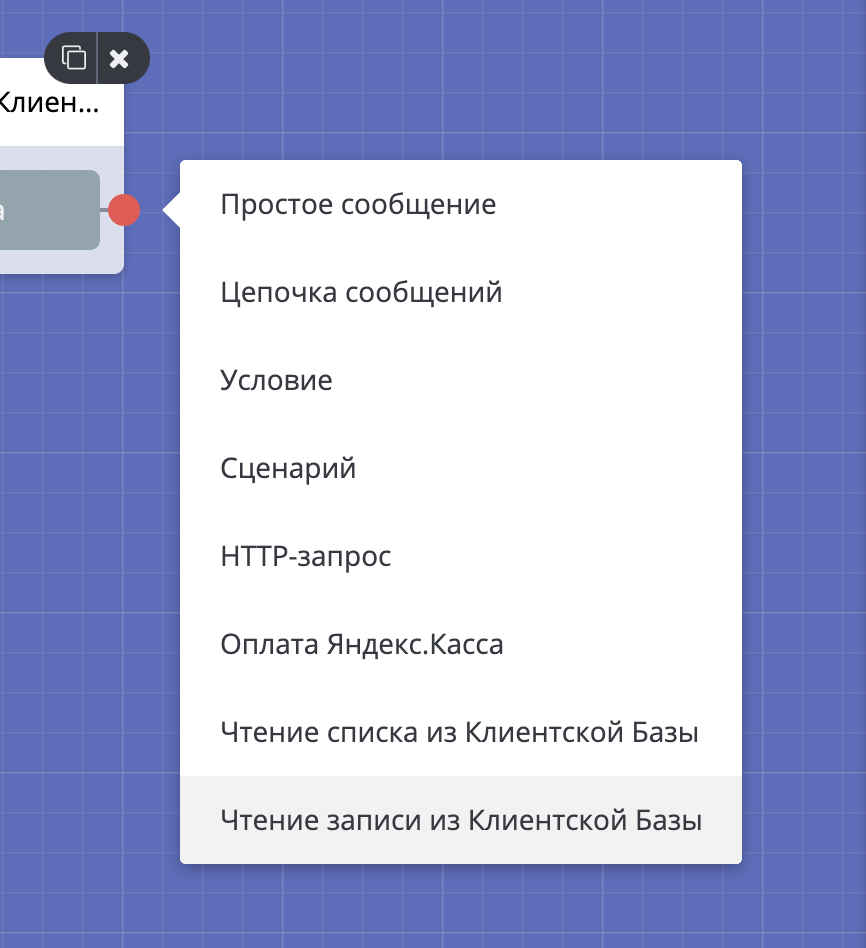 Клиен...
а
Простое сообщение
Цепочка сообщений
Условие
Сценарий
HTTP-запрос
Оплата Яндекс.Касса
Чтение списка из Клиентской Базы
Чтение записи из Клиентской Базы